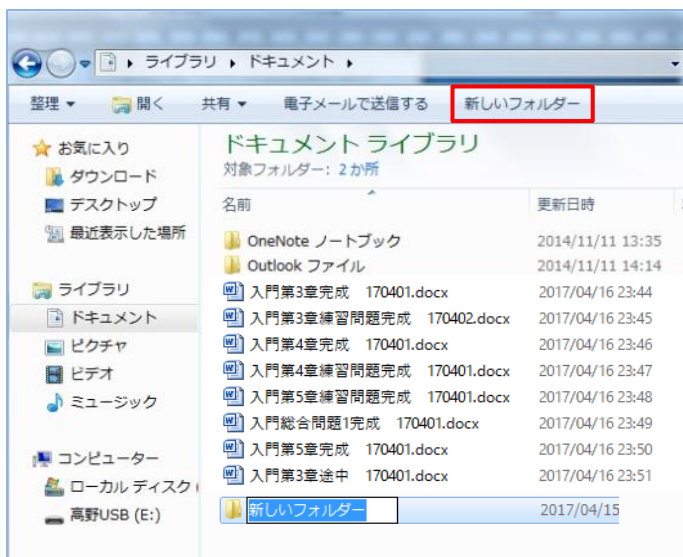 ライブラリ ドキュメント
整理 開く 共有 電子メールで送信する 新しいフォルダー
お気に入り
ダウンロード
デスクトップ
最近表示した場所
ライブラリ
ドキュメント
ピクチャ
ビデオ
ミュージック
コンピューター
ローカル ディスク (
高野USB (E:)
ドキュメント ライブラリ
対象フォルダー: 2 か所
名前 更新日時
OneNote ノートブック 2014/11/11 13:35
Outlook ファイル 2014/11/11 14:14
入門第3章完成 170401.docx 2017/04/16 23:44
入門第3章練習問題完成 170402.docx 2017/04/16 23:45
入門第4章完成 170401.docx 2017/04/16 23:46
入門第4章練習問題完成 170401.docx 2017/04/16 23:47
入門第5章練習問題完成 170401.docx 2017/04/16 23:48
入門総合問題1完成 170401.docx 2017/04/16 23:49
入門第5章完成 170401.docx 2017/04/16 23:50
入門第3章途中 170401.docx 2017/04/16 23:51
新しいフォルダー 2017/04/15